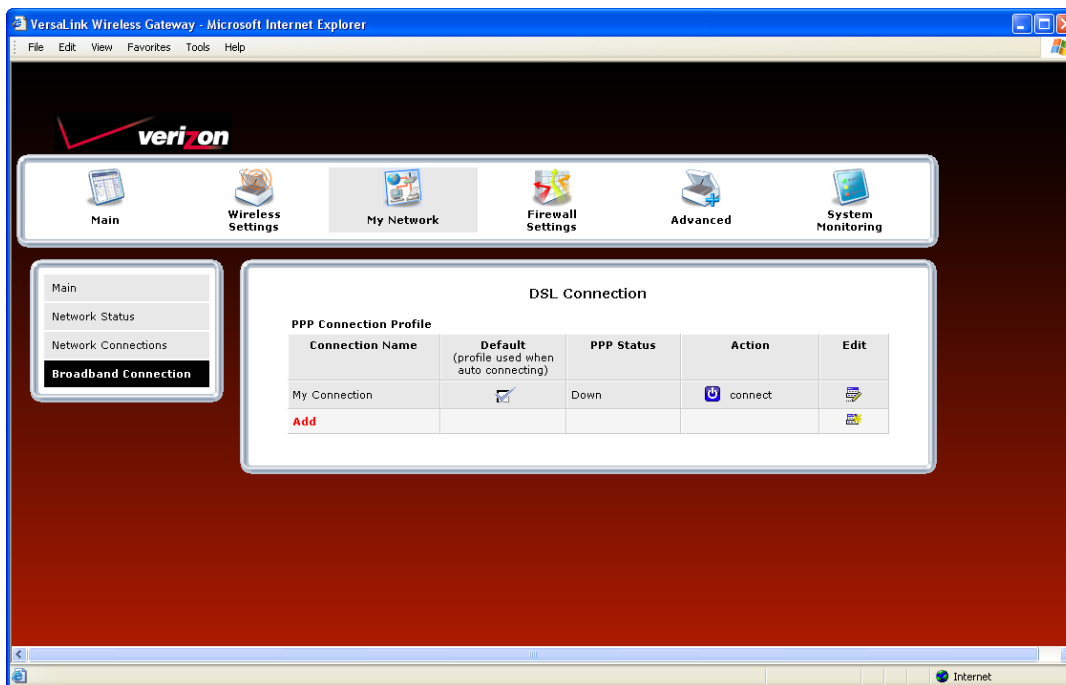 VersaLink Wireless Gateway - Microsoft Internet Explorer
File Edit View Favorites Tools Help
verizon
Main
Wireless Settings
My Network
Firewall Settings
Advanced
System Monitoring
Main
Network Status
Network Connections
Broadband Connection
DSL Connection
PPP Connection Profile
Connection Name
Default
(profile used when
auto connecting)
PPP Status
Action
Edit
My Connection
Down
connect
Add
Internet